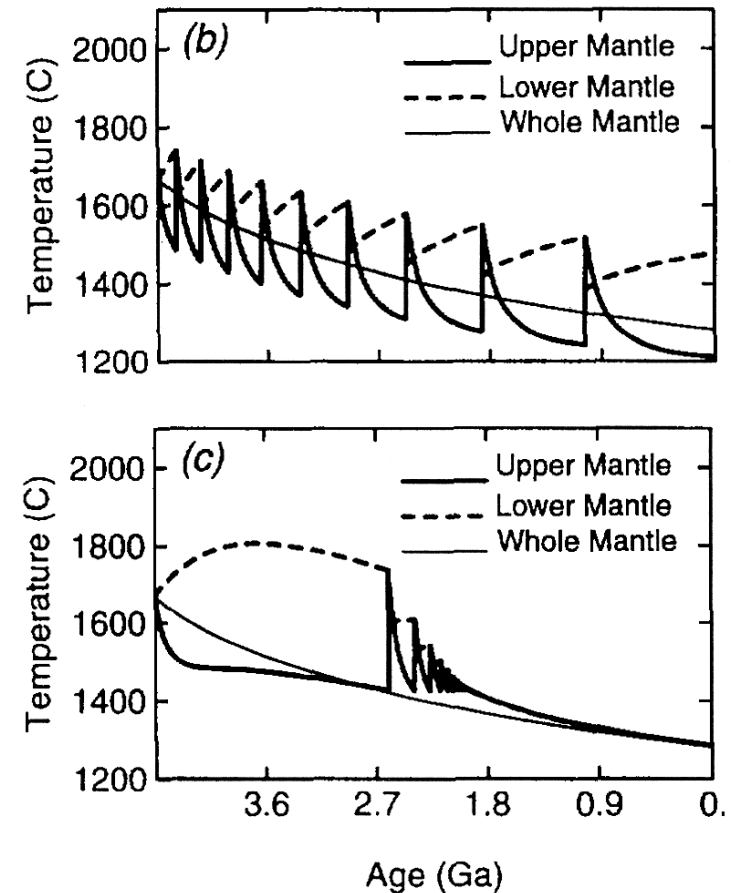 (b)
Upper Mantle
Lower Mantle
Whole Mantle
Temperature (C)
2000
1800
1600
1400
1200
(c)
Upper Mantle
Lower Mantle
Whole Mantle
Temperature (C)
2000
1800
1600
1400
1200
3.6 2.7 1.8 0.9 0.
Age (Ga)